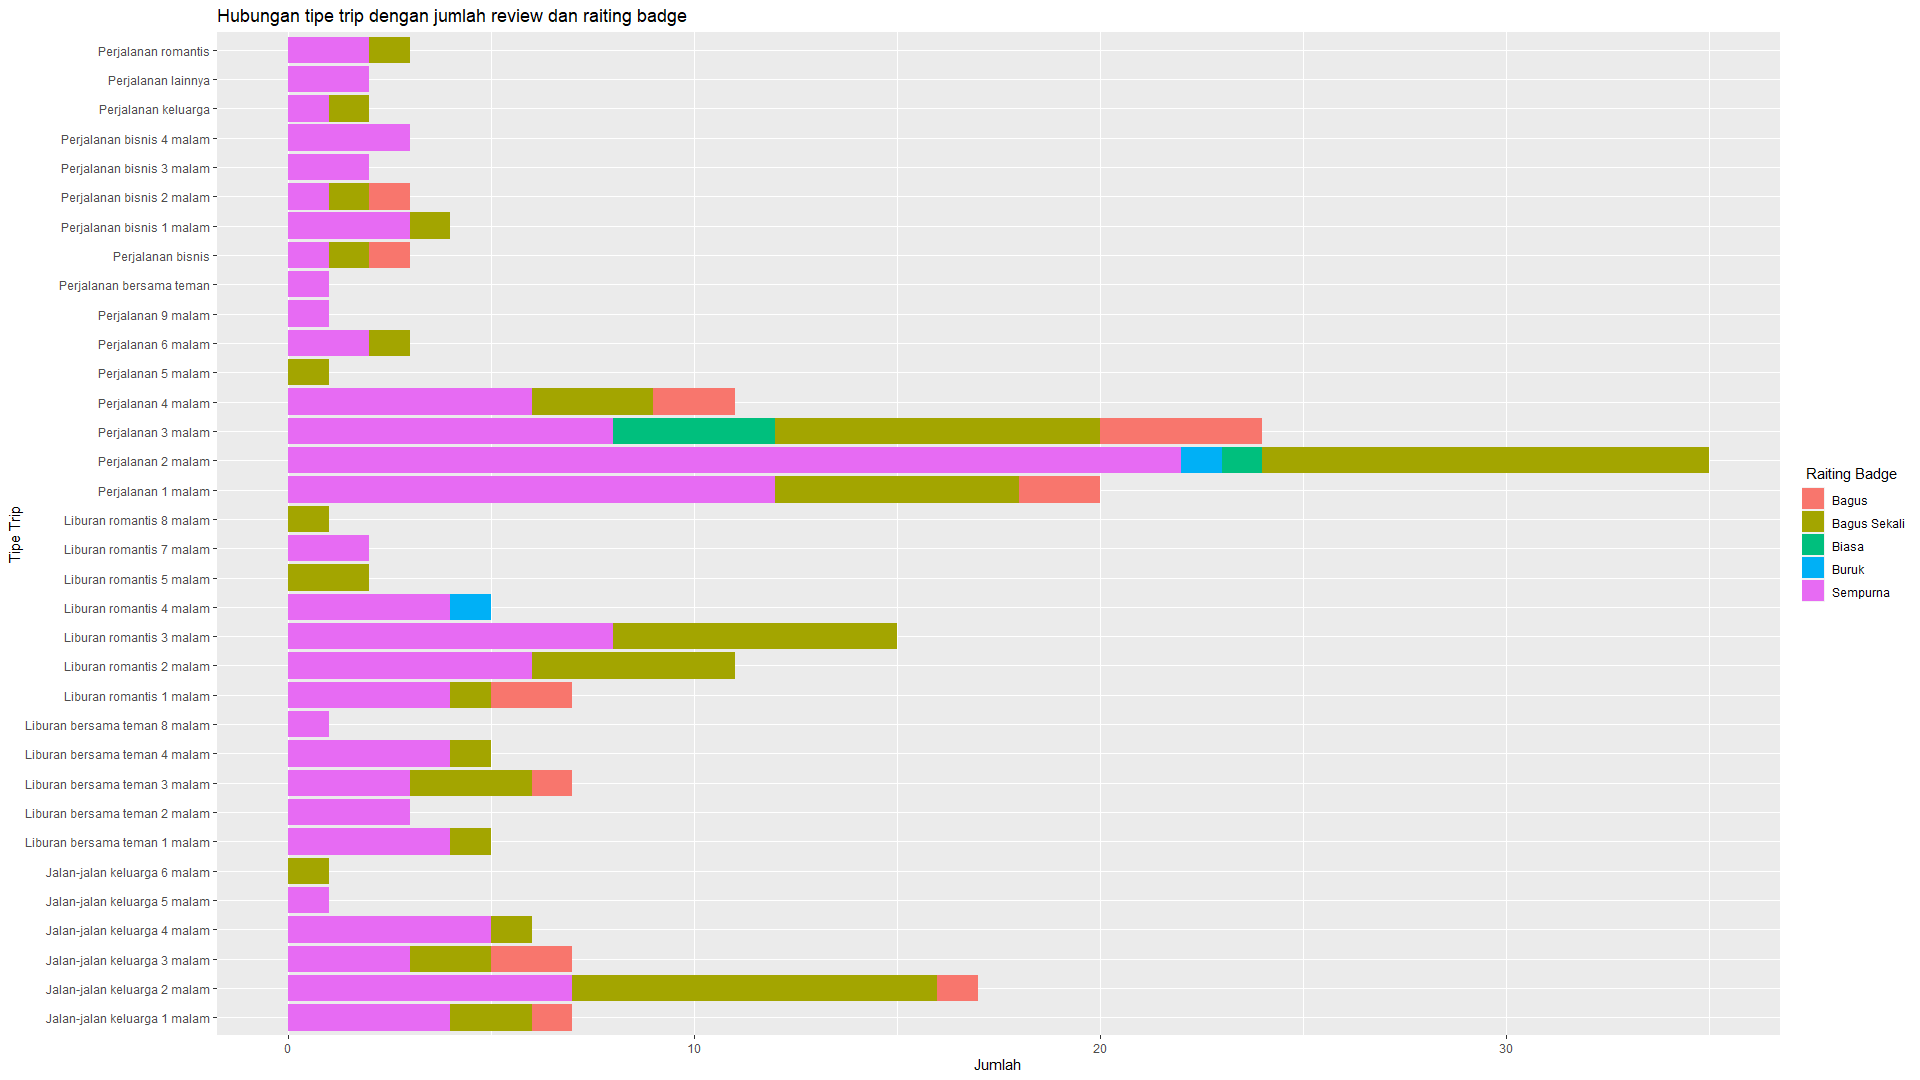 Hubungan tipe trip dengan jumlah review dan raiting badge
Perjalanan romantis
Perjalanan lainnya
Perjalanan keluarga
Perjalanan bisnis 4 malam
Perjalanan bisnis 3 malam
Perjalanan bisnis 2 malam
Perjalanan bisnis 1 malam
Perjalanan bisnis
Perjalanan bersama teman
Perjalanan 9 malam
Perjalanan 6 malam
Perjalanan 5 malam
Perjalanan 4 malam
Perjalanan 3 malam
Perjalanan 2 malam
Perjalanan 1 malam
Liburan romantis 8 malam
Liburan romantis 7 malam
Liburan romantis 5 malam
Liburan romantis 4 malam
Liburan romantis 3 malam
Liburan romantis 2 malam
Liburan romantis 1 malam
Liburan bersama teman 8 malam
Liburan bersama teman 4 malam
Liburan bersama teman 3 malam
Liburan bersama teman 2 malam
Liburan bersama teman 1 malam
Jalan-jalan keluarga 6 malam
Jalan-jalan keluarga 5 malam
Jalan-jalan keluarga 4 malam
Jalan-jalan keluarga 3 malam
Jalan-jalan keluarga 2 malam
Jalan-jalan keluarga 1 malam
Tipe Trip
0 10 20 30
Jumlah
Raiting Badge
Bagus
Bagus Sekali
Biasa
Buruk
Sempurna